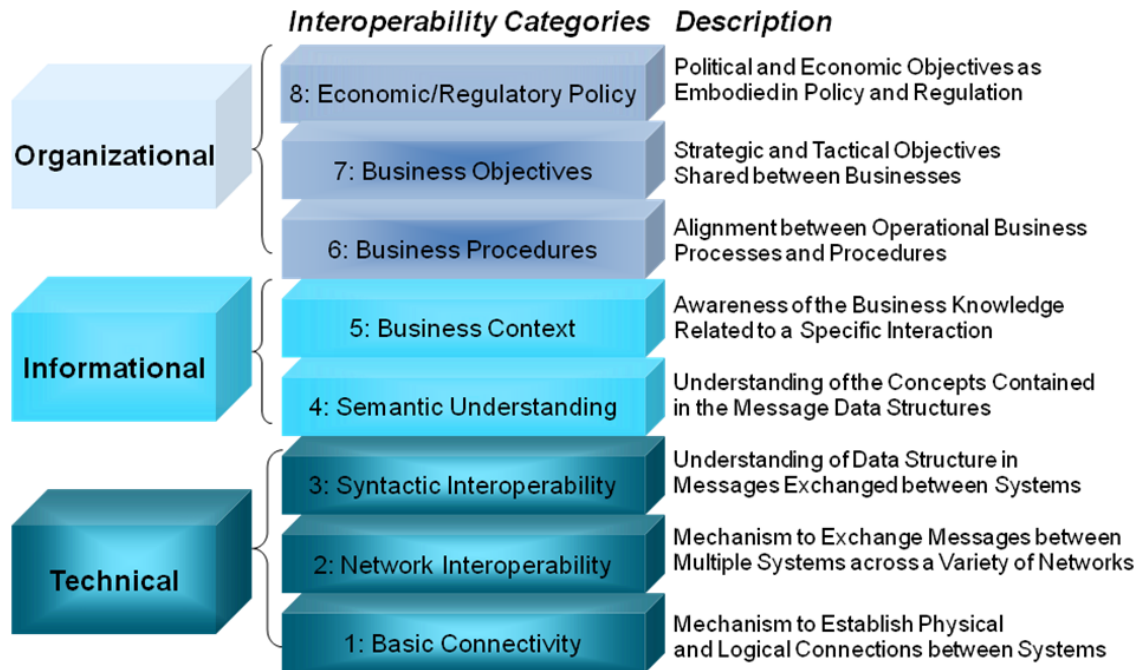 Interoperability Categories Description
Organizational
8: Economic/Regulatory Policy
Political and Economic Objectives as
Embodied in Policy and Regulation
7: Business Objectives
Strategic and Tactical Objectives
Shared between Businesses
6: Business Procedures
Alignment between Operational Business
Processes and Procedures
Informational
5: Business Context
Awareness of the Business Knowledge
Related to a Specific Interaction
4: Semantic Understanding
Understanding of the Concepts Contained
in the Message Data Structures
Technical
3: Syntactic Interoperability
Understanding of Data Structure in
Messages Exchanged between Systems
2: Network Interoperability
Mechanism to Exchange Messages between
Multiple Systems across a Variety of Networks
1: Basic Connectivity
Mechanism to Establish Physical
and Logical Connections between Systems